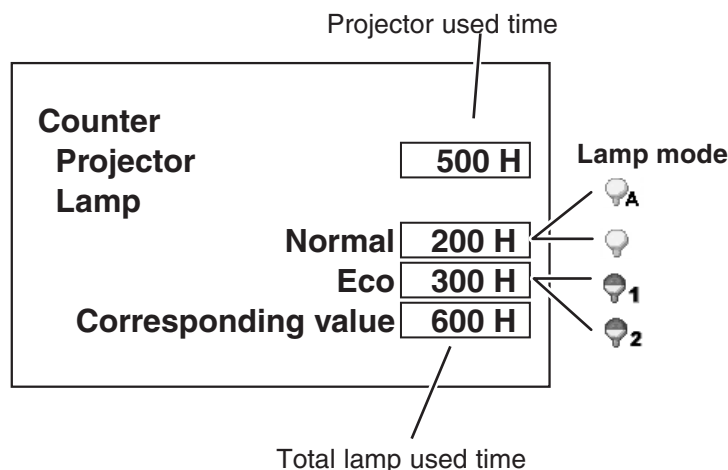 Projector used time
Counter
Projector 500 H
Lamp mode
Lamp
A
Normal 200 H
Eco 300 H
1
Corresponding value 600 H
2
Total lamp used time